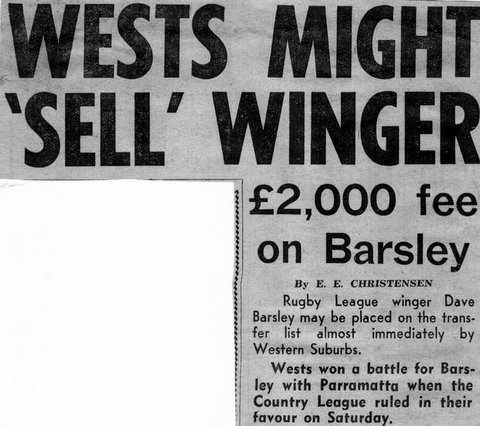 WESTS MIGHT
'SELL' WINGER
£2,000 fee
on Barsley
By E. E. CHRISTENSEN
Rugby League winger Dave
Barsley may be placed on the trans-
fer list almost immediately by
Western Suburbs.
Wests won a battle for Bars-
ley with Parramatta when the
Country League ruled in their
favour on Saturday.